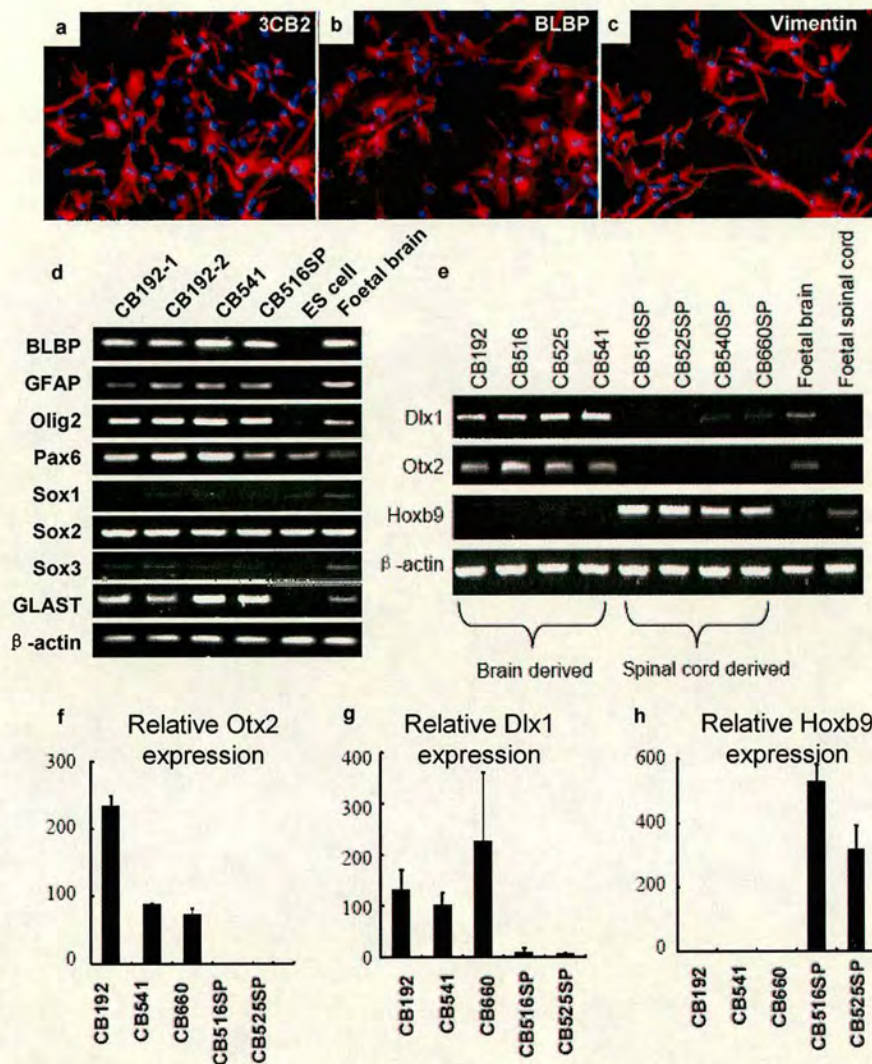 a 3CB2
b BLBP
c Vimentin
d
CB192-1 CB192-2 CB541 CB516SP ES cell Foetal brain
BLBP
GFAP
Olig2
Pax6
Sox1
Sox2
Sox3
GLAST
β-actin
e
CB192 CB516 CB525 CB541 CB516SP CB525SP CB540SP CB660SP Foetal brain Foetal spinal cord
Dlx1
Otx2
Hoxb9
β-actin
Brain derived Spinal cord derived
f Relative Otx2
expression
300
200
100
0
CB192 CB541 CB660 CB516SP CB525SP
g Relative Dlx1
expression
400
300
200
100
0
CB192 CB541 CB660 CB516SP CB525SP
h Relative Hoxb9
expression
600
400
200
0
CB192 CB541 CB660 CB516SP CB525SP